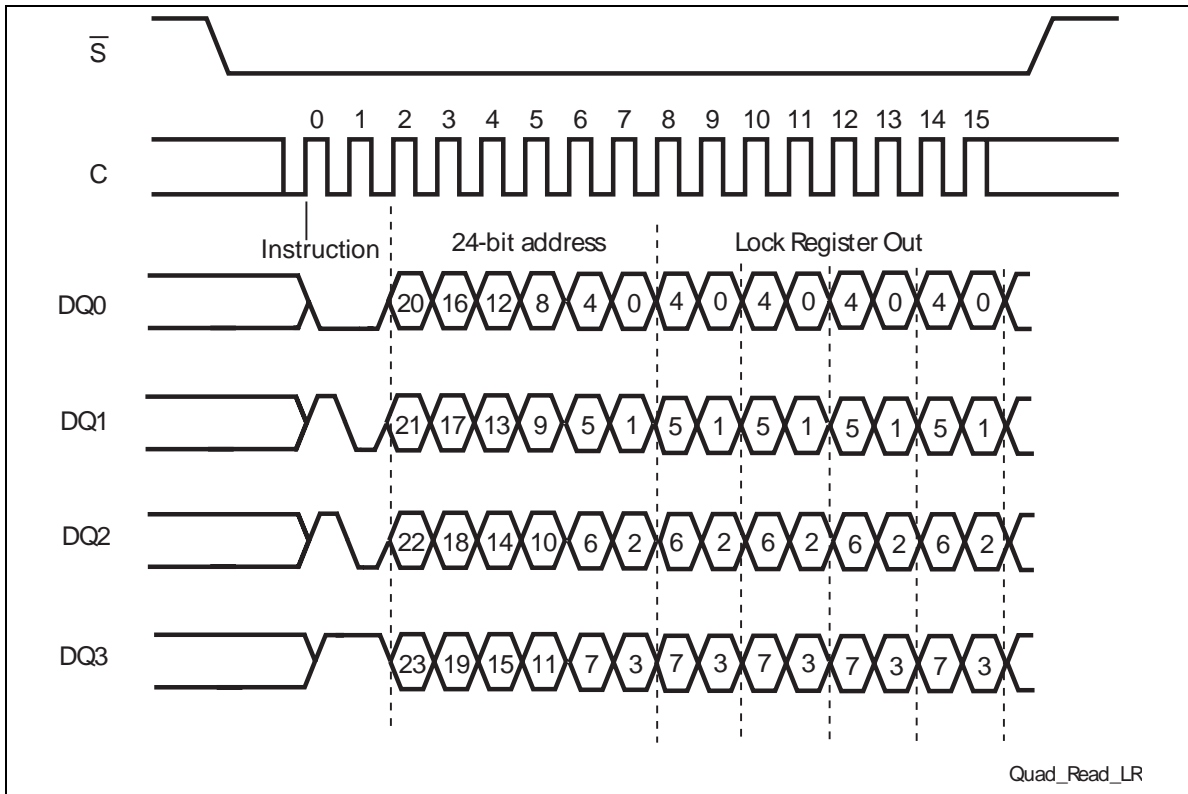 S
0 1 2 3 4 5 6 7 8 9 10 11 12 13 14 15
C
Instruction 24-bit address Lock Register Out
DQ0 20 16 12 8 4 0 4 0 4 0 4 0 4 0
DQ1 21 17 13 9 5 1 5 1 5 1 5 1 5 1
DQ2 22 18 14 10 6 2 6 2 6 2 6 2 6 2
DQ3 23 19 15 11 7 3 7 3 7 3 7 3 7 3
Quad_Read_LR